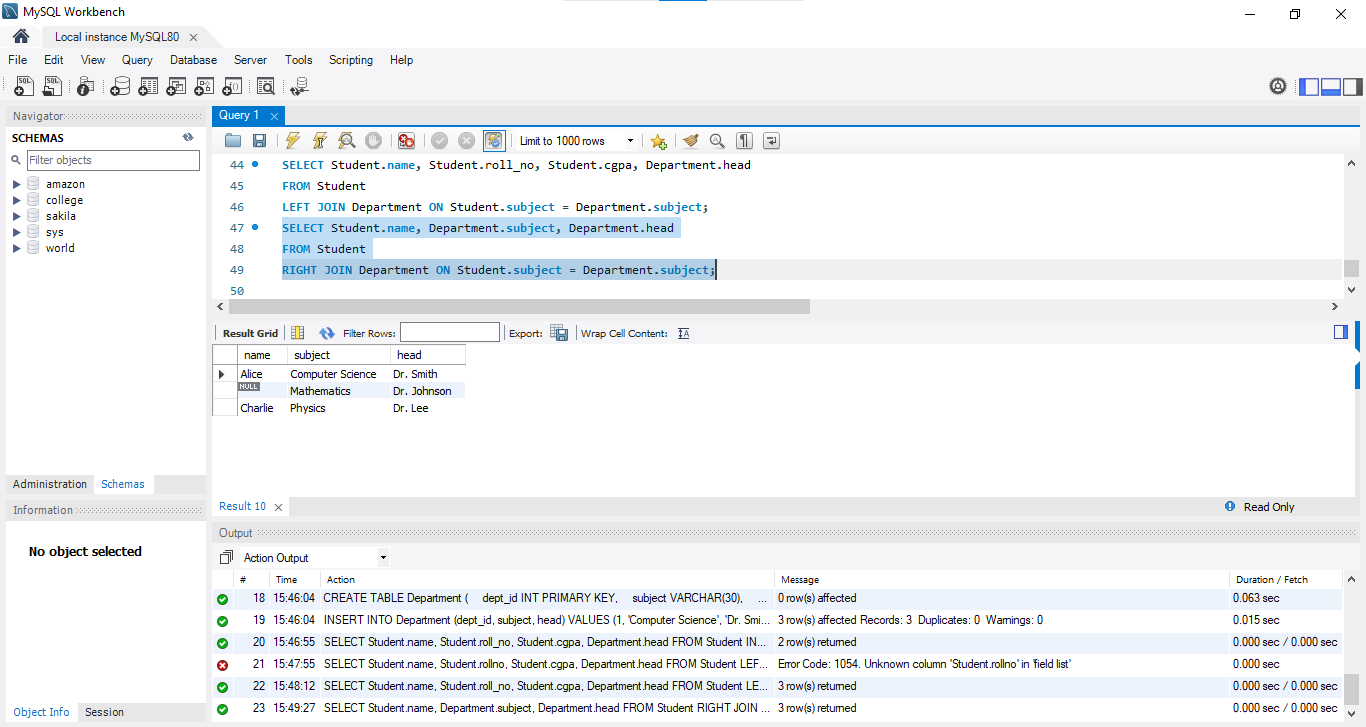 MySQL Workbench
Local instance MySQL80
File Edit View Query Database Server Tools Scripting Help
Navigator
Query 1
SCHEMAS
Limit to 1000 rows
Filter objects
amazon
college
sakila
sys
world
44 SELECT Student.name, Student.roll_no, Student.cgpa, Department.head
45 FROM Student
46 LEFT JOIN Department ON Student.subject = Department.subject;
47 SELECT Student.name, Department.subject, Department.head
48 FROM Student
49 RIGHT JOIN Department ON Student.subject = Department.subject;
50
Result Grid Filter Rows: Export: Wrap Cell Content:
name subject head
Alice Computer Science Dr. Smith
NULL Mathematics Dr. Johnson
Charlie Physics Dr. Lee
Administration Schemas
Information
No object selected
Object Info Session
Result 10 Read Only
Output
Action Output
# Time Action Message Duration / Fetch
18 15:46:04 CREATE TABLE Department ( dept_id INT PRIMARY KEY, subject VARCHAR(30), ... 0 row(s) affected 0.063 sec
19 15:46:04 INSERT INTO Department (dept_id, subject, head) VALUES (1, 'Computer Science', 'Dr. Smi... 3 row(s) affected Records: 3 Duplicates: 0 Warnings: 0 0.015 sec
20 15:46:55 SELECT Student.name, Student.roll_no, Student.cgpa, Department.head FROM Student IN... 2 row(s) returned 0.000 sec / 0.000 sec
21 15:47:55 SELECT Student.name, Student.rollno, Student.cgpa, Department.head FROM Student LEF... Error Code: 1054. Unknown column 'Student.rollno' in 'field list' 0.000 sec
22 15:48:12 SELECT Student.name, Student.roll_no, Student.cgpa, Department.head FROM Student LE... 3 row(s) returned 0.000 sec / 0.000 sec
23 15:49:27 SELECT Student.name, Department.subject, Department.head FROM Student RIGHT JOIN ... 3 row(s) returned 0.000 sec / 0.000 sec